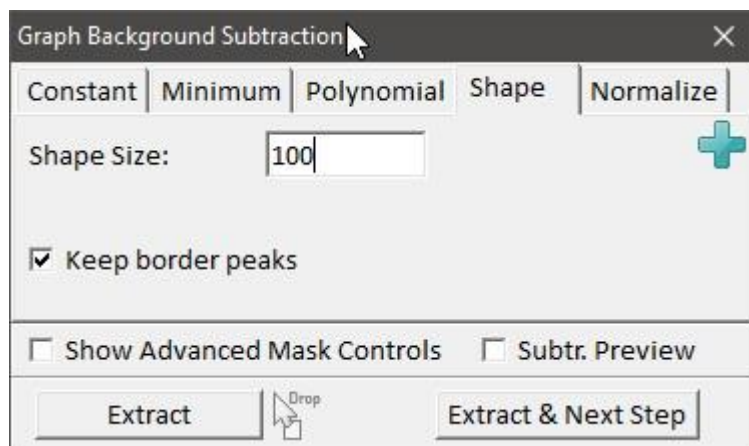 Graph Background Subtraction
Constant Minimum Polynomial Shape Normalize
Shape Size: 100
Keep border peaks
Show Advanced Mask Controls Subtr. Preview
Extract Drop Extract & Next Step